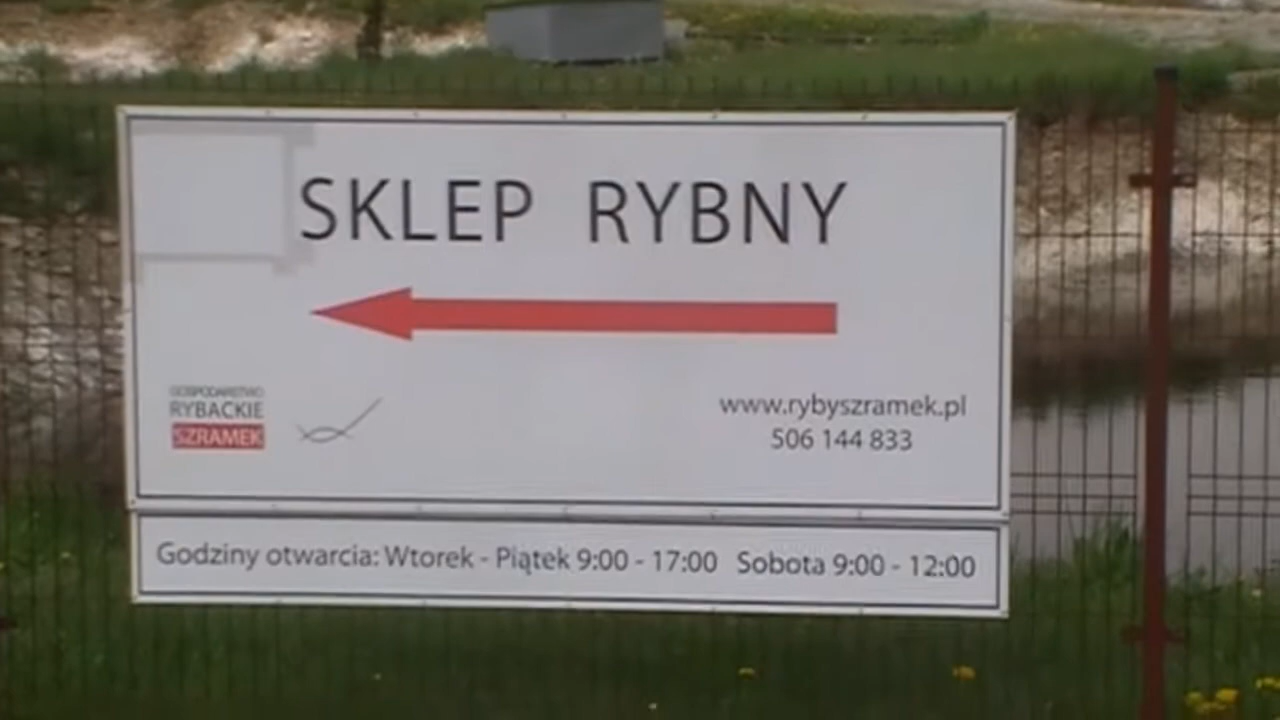 SKLEP RYBNY
GOSPODARSTWO
RYBACKIE
SZRAMEK
www.rybyszramek.pl
506 144 833
Godziny otwarcia: Wtorek - Piątek 9:00 - 17:00 Sobota 9:00 - 12:00